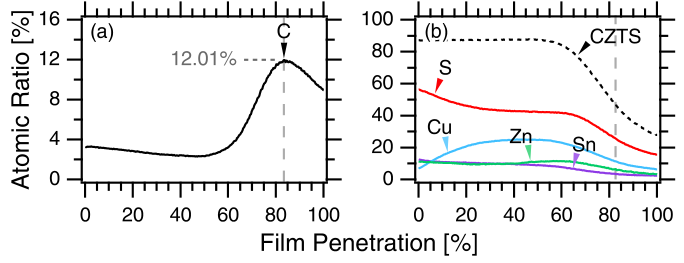 (a)
C
12.01%
16
12
8
4
0
0 20 40 60 80 100
Atomic Ratio [%]
(b)
CZTS
S
Cu
Zn
Sn
100
80
60
40
20
0
0 20 40 60 80 100
Film Penetration [%]